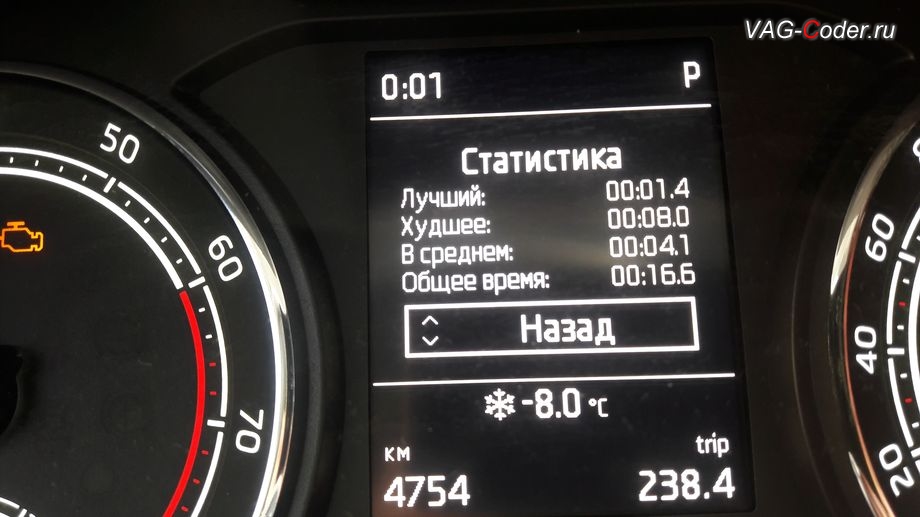 VAG-Coder.ru
0:01 P
Статистика
Лучший: 00:01.4
Худшее: 00:08.0
В среднем: 00:04.1
Общее время: 00:16.6
Назад
-8.0 °C
км trip
4754 238.4
50
60
70
60
40
20